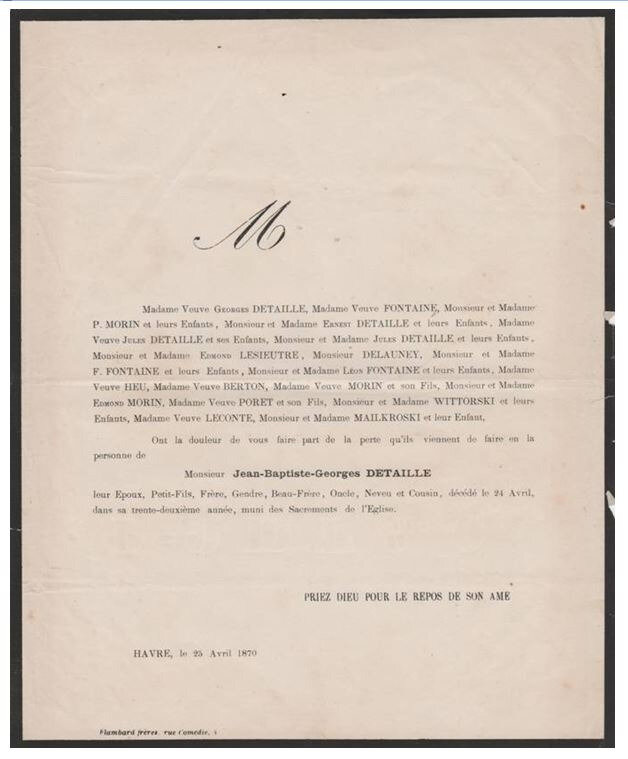 M
Madame Veuve GEORGES DETAILLE, Madame Veuve FONTAINE, Monsieur et Madame
P. MORIN et leurs Enfants, Monsieur et Madame ERNEST DETAILLE et leurs Enfants, Madame
Veuve JULES DETAILLE et ses Enfants, Monsieur et Madame JULES DETAILLE et leurs Enfants,
Monsieur et Madame EDMOND LESIEUTRE, Monsieur DELAUNEY, Monsieur et Madame
F. FONTAINE et leurs Enfants, Monsieur et Madame LÉON FONTAINE et leurs Enfants, Madame
Veuve HEU, Madame Veuve BERTON, Madame Veuve MORIN et son Fils, Monsieur et Madame
EDMOND MORIN, Madame Veuve PORET et son Fils, Monsieur et Madame WITTORSKI et leurs
Enfants, Madame Veuve LECONTE, Monsieur et Madame MAILKROSKI et leur Enfant,
Ont la douleur de vous faire part de la perte qu'ils viennent de faire en la
personne de
Monsieur Jean-Baptiste-Georges DETAILLE
leur Epoux, Petit-Fils, Frère, Gendre, Beau-Frère, Oncle, Neveu et Cousin, décédé le 24 Avril,
dans sa trente-deuxième année, muni des Sacrements de l'Eglise.
PRIEZ DIEU POUR LE REPOS DE SON AME
HAVRE, le 25 Avril 1870
Flambard frères, rue Comédie,